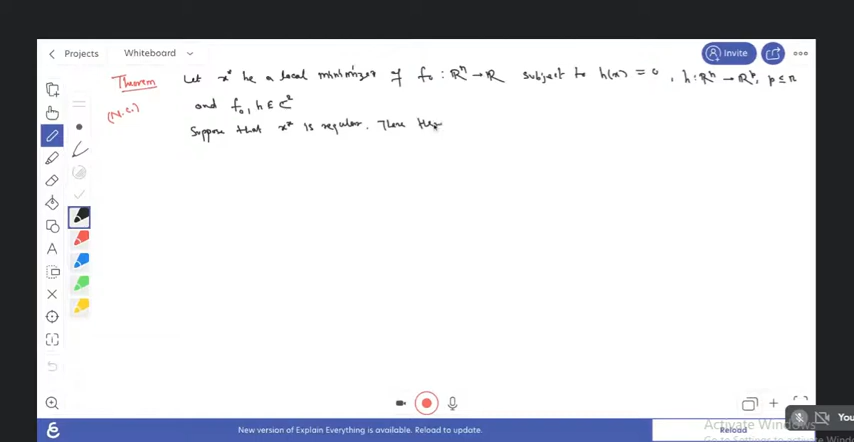 Projects Whiteboard Invite
Theorem Let x* be a local minimizer of f₀ : ℝⁿ → ℝ subject to h(x) = 0, h : ℝⁿ → ℝᵖ, p ≤ n
(N.C.) and f₀, h ∈ C²
Suppose that x* is regular. Then
A
New version of Explain Everything is available. Reload to update. Reload
Activate Windows
You